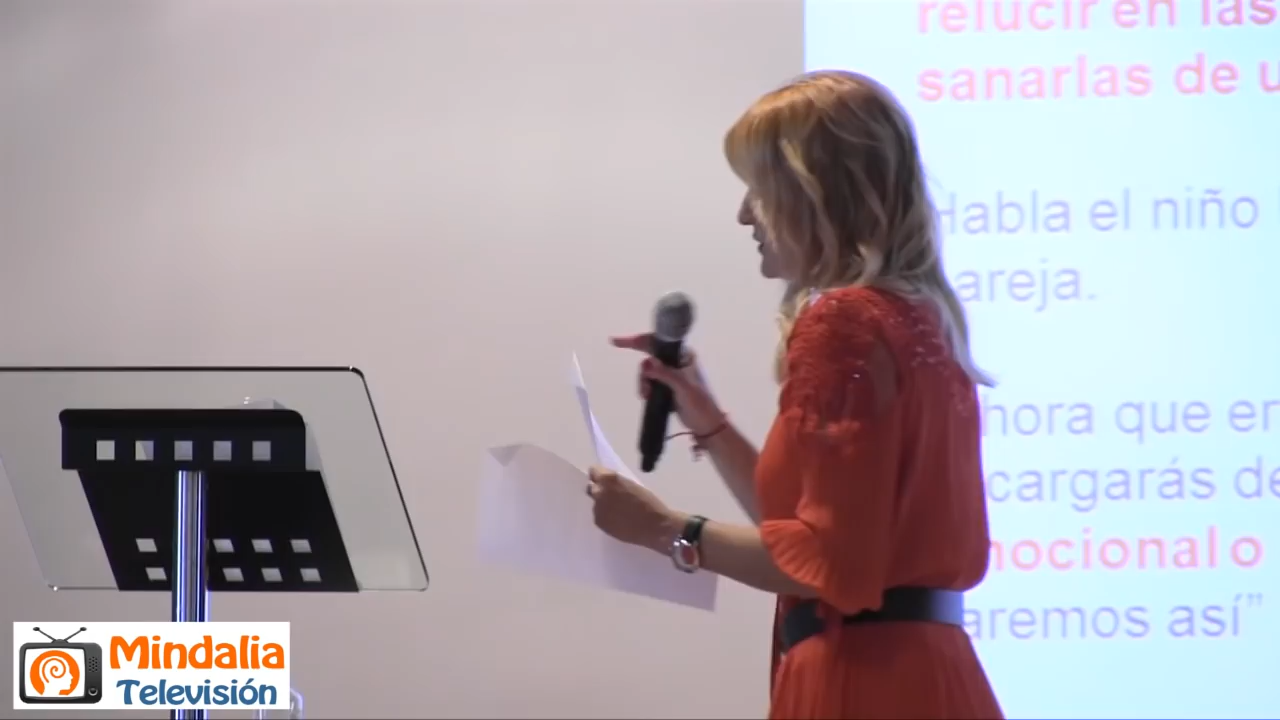 relucir en las
sanarlas de u
Habla el niño
areja.
hora que en
cargarás de
mocional o
aremos así”
Mindalia
Televisión